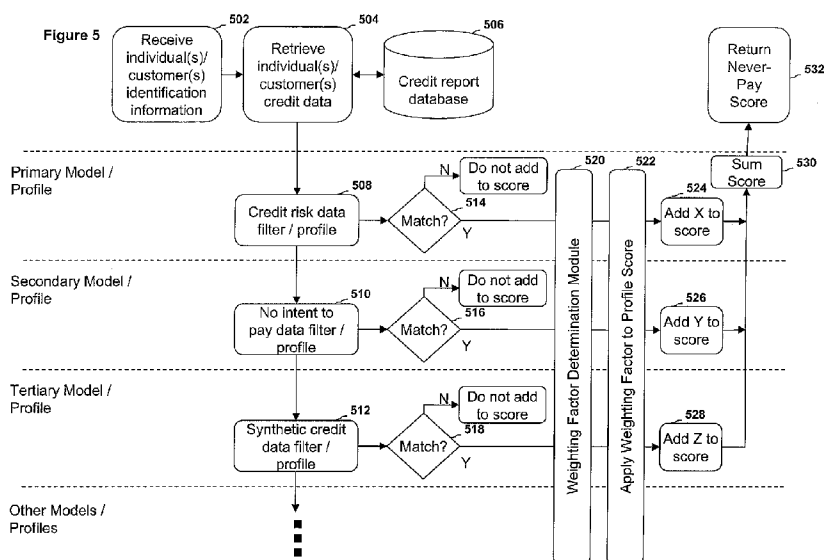 Figure 5
502
Receive
individual(s)/
customer(s)
identification
information
504
Retrieve
individual(s)/
customer(s)
credit data
506
Credit report
database
Return
Never-
Pay
Score
532
Primary Model /
Profile
508
Credit risk data
filter / profile
N
Do not add
to score
514
Match?
Y
520
Weighting Factor Determination Module
522
Apply Weighting Factor to Profile Score
524
Add X to
score
Sum
Score
530
Secondary Model /
Profile
510
No intent to
pay data filter /
profile
N
Do not add
to score
516
Match?
Y
526
Add Y to
score
Tertiary Model /
Profile
512
Synthetic credit
data filter /
profile
N
Do not add
to score
518
Match?
Y
528
Add Z to
score
Other Models /
Profiles